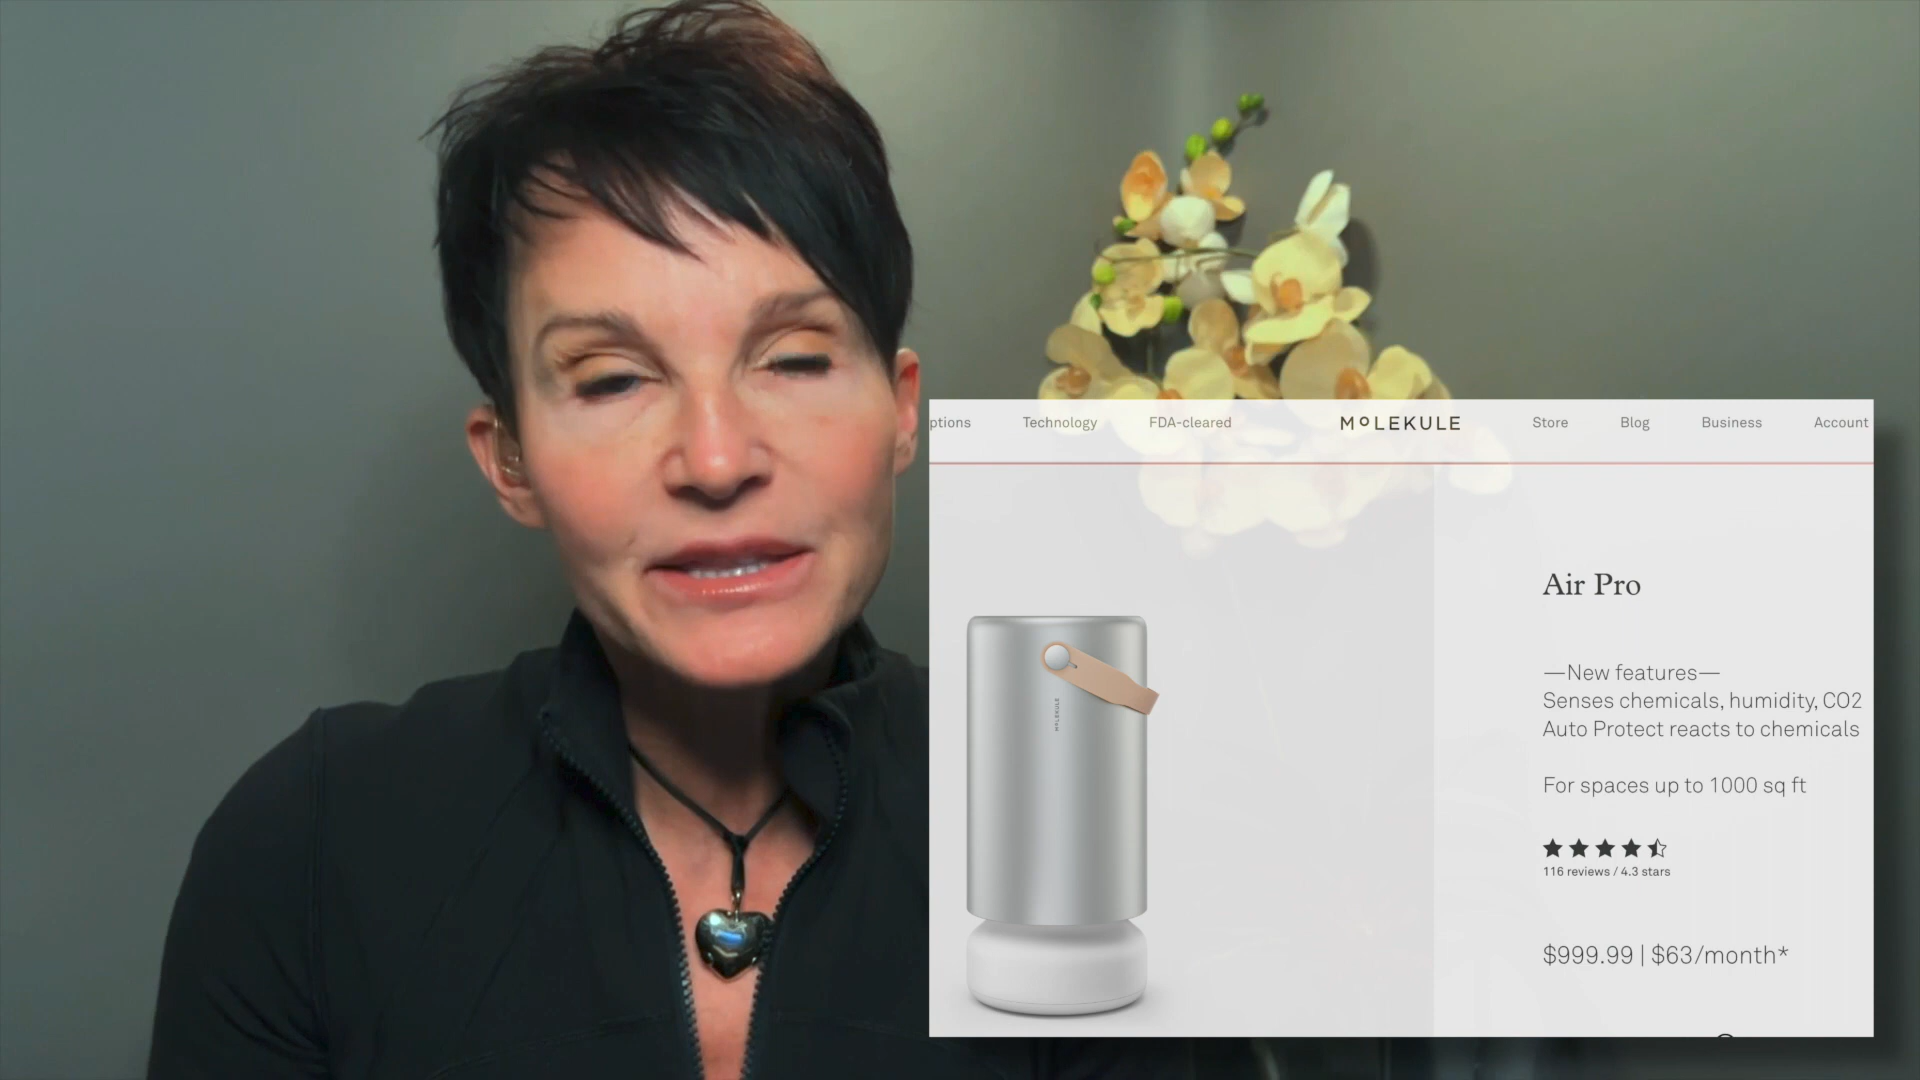 ptions Technology FDA-cleared MOLEKULE Store Blog Business Account
Air Pro
MOLEKULE
—New features—
Senses chemicals, humidity, CO2
Auto Protect reacts to chemicals
For spaces up to 1000 sq ft
116 reviews / 4.3 stars
$999.99 | $63/month*